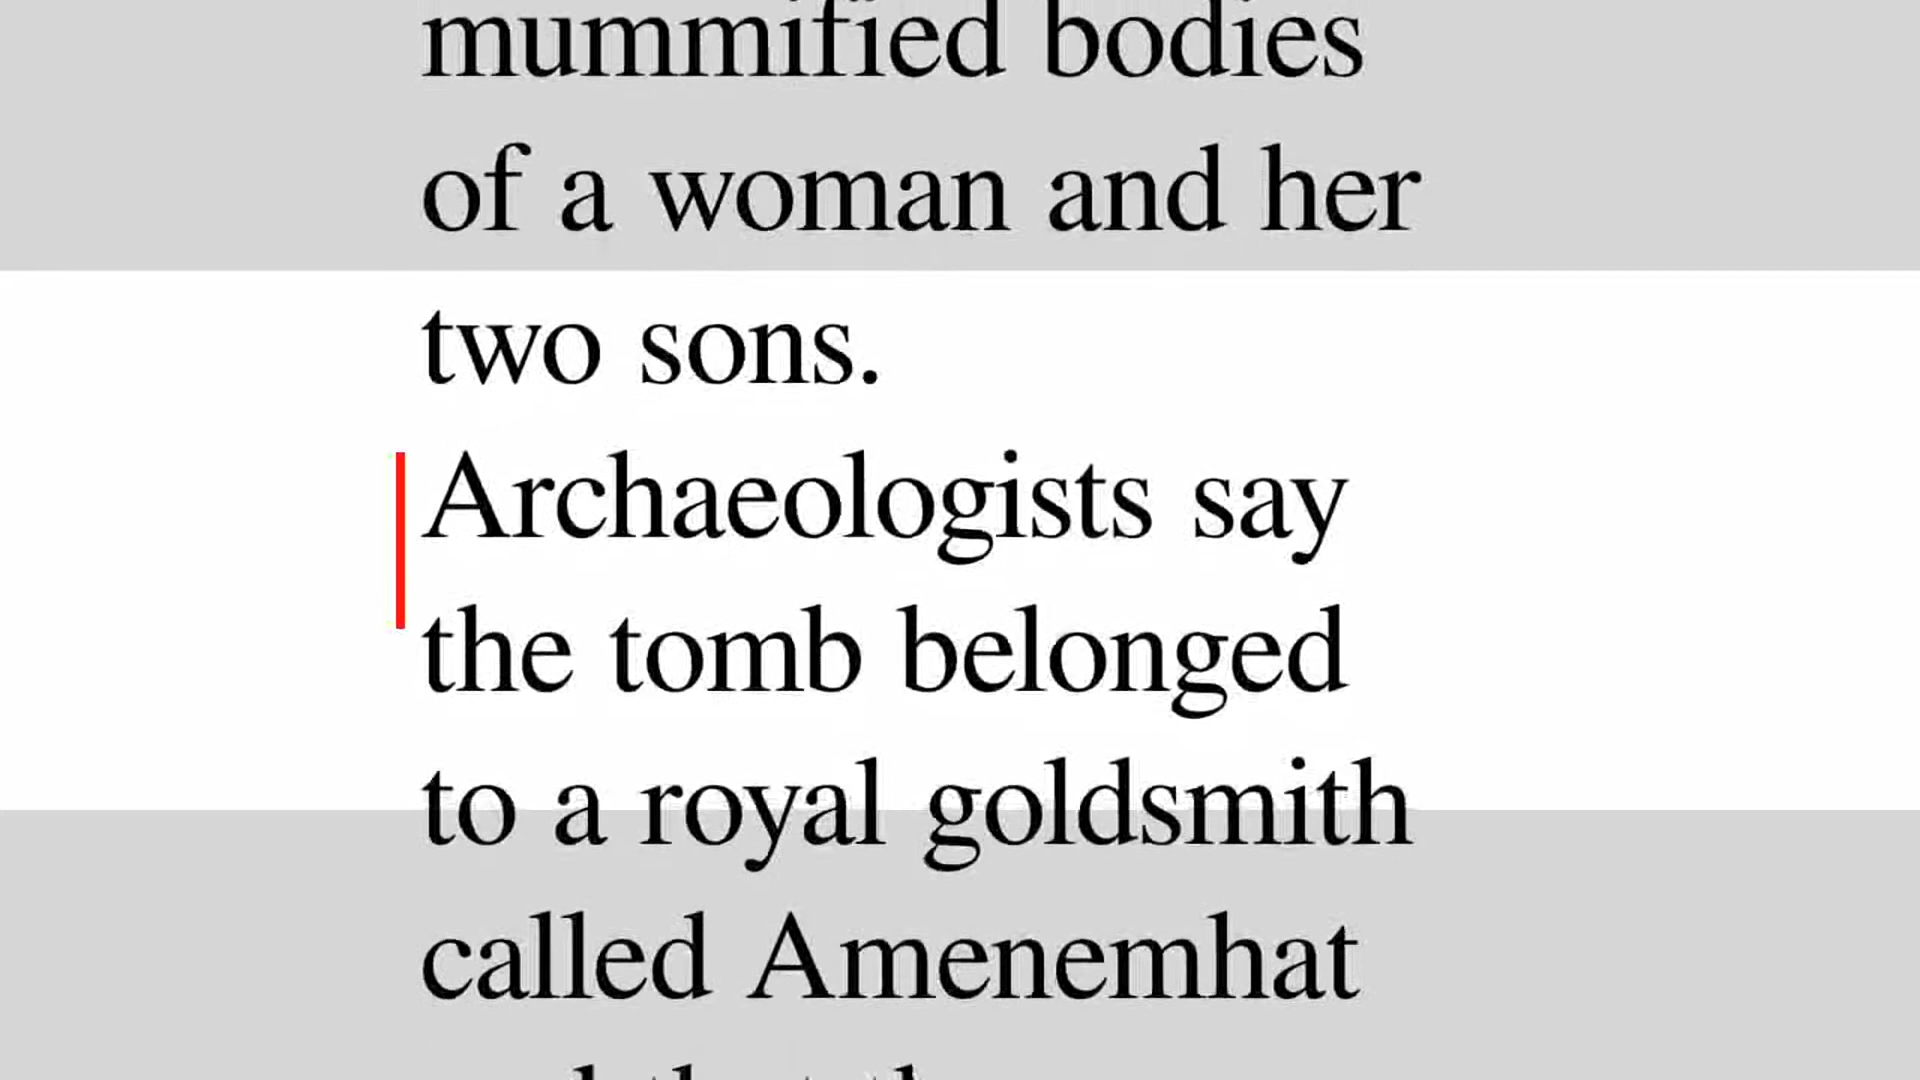 mummified bodies
of a woman and her
two sons.
Archaeologists say
the tomb belonged
to a royal goldsmith
called Amenemhat